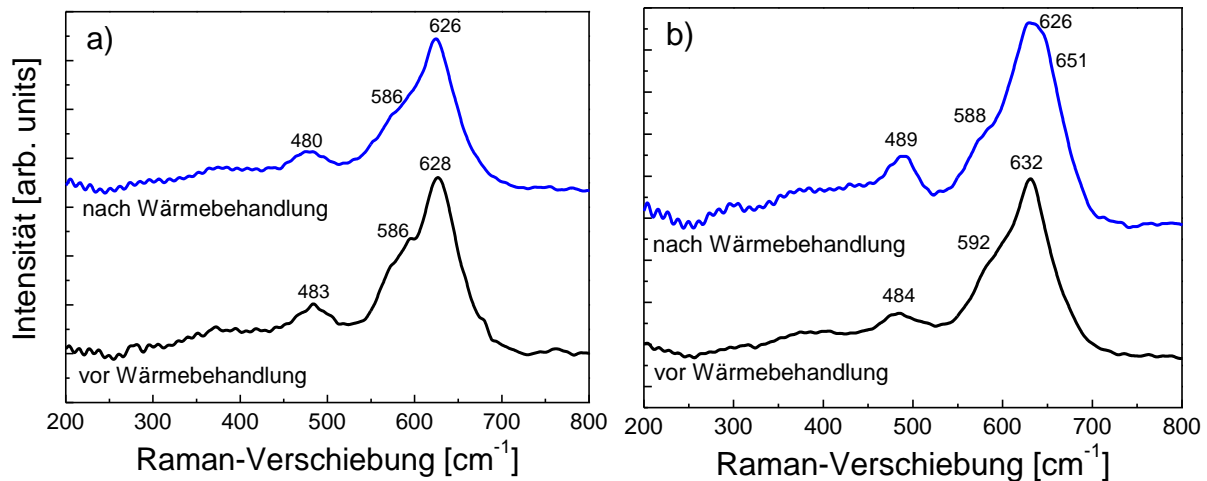 a)
626
586
480
nach Wärmebehandlung
628
586
483
vor Wärmebehandlung
200 300 400 500 600 700 800
Raman-Verschiebung [cm-1]
Intensität [arb. units]
b)
626
651
588
489
nach Wärmebehandlung
632
592
484
vor Wärmebehandlung
200 300 400 500 600 700 800
Raman-Verschiebung [cm-1]